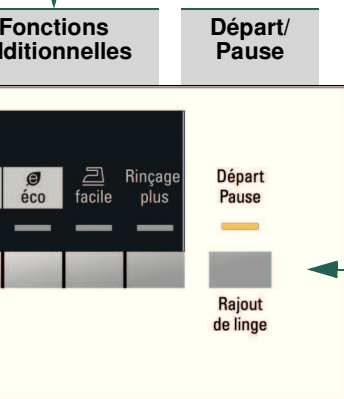 Fonctions
dditionnelles
Départ/
Pause
éco
facile
Rinçage
plus
Départ
Pause
Rajout
de linge